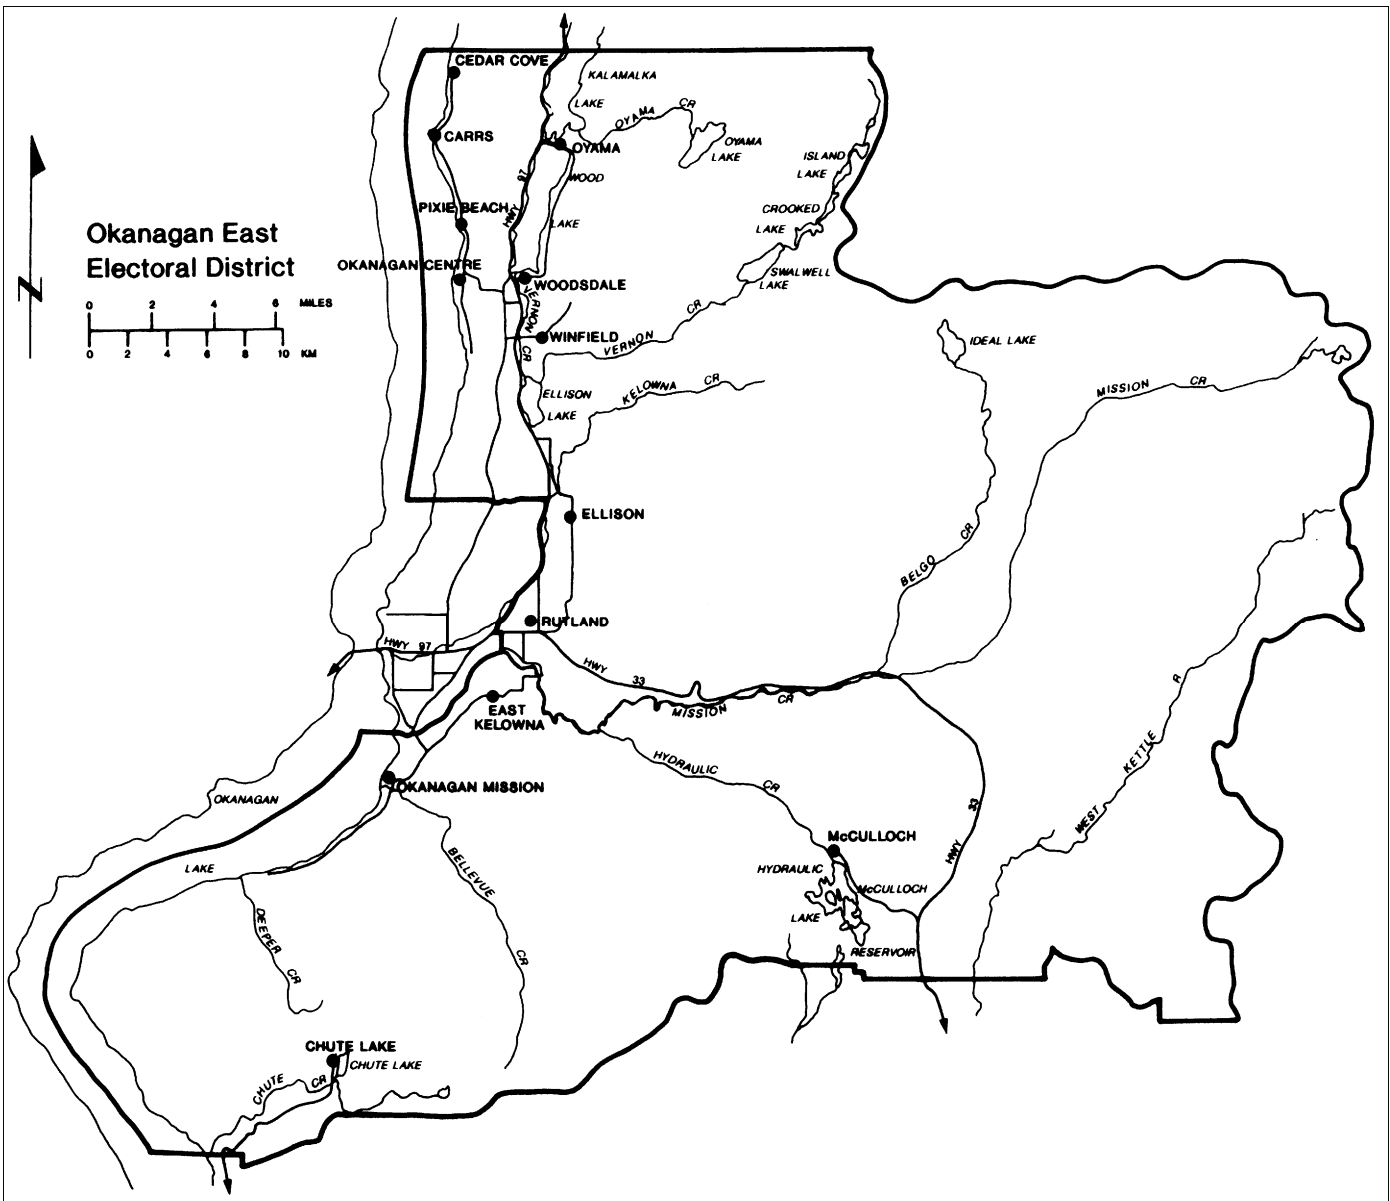 CEDAR COVE
KALAMALKA
LAKE
OYAMA CR
CARRS
OYAMA
OYAMA
LAKE
ISLAND
LAKE
WOOD
LAKE
97
HWY
PIXIE BEACH
CROOKED
LAKE
Okanagan East
Electoral District
OKANAGAN CENTRE
SWALWELL
LAKE
WOODSDALE
0 2 4 6 MILES
0 2 4 6 8 10 KM
N
VERNON CR
WINFIELD
VERNON CR
IDEAL LAKE
ELLISON
LAKE
KELOWNA CR
MISSION CR
ELLISON
BELGO CR
RUTLAND
HWY 97
HWY 33
MISSION CR
EAST
KELOWNA
WEST KETTLE R
HYDRAULIC CR
OKANAGAN MISSION
OKANAGAN
LAKE
HWY 33
McCULLOCH
HYDRAULIC
LAKE
McCULLOCH
RESERVOIR
BELLEVUE CR
DEEPER CR
CHUTE LAKE
CHUTE LAKE
CHUTE CR